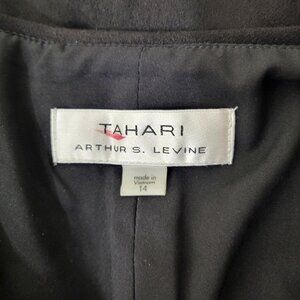 TAHARI
ARTHUR S. LEVINE
made in
Vietnam
14